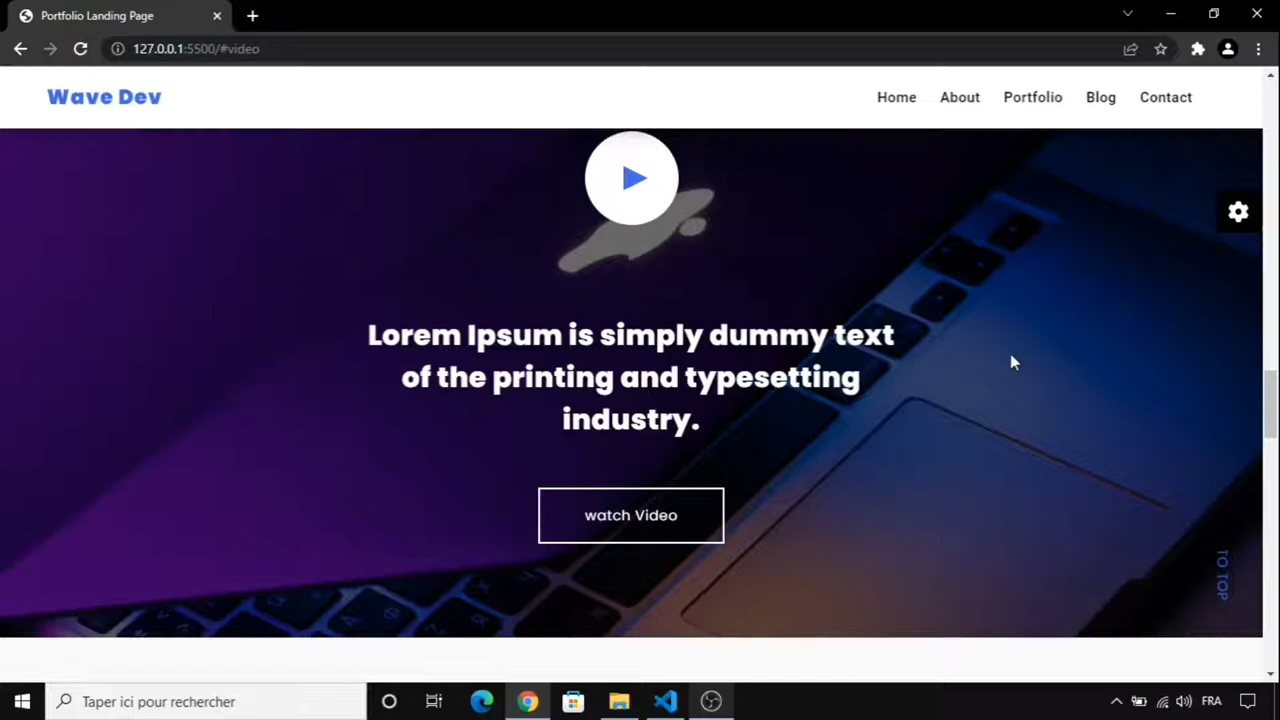 Portfolio Landing Page
127.0.0.1:5500/#video
Wave Dev
Home About Portfolio Blog Contact
Lorem Ipsum is simply dummy text
of the printing and typesetting
industry.
watch Video
TO TOP
Taper ici pour rechercher
FRA